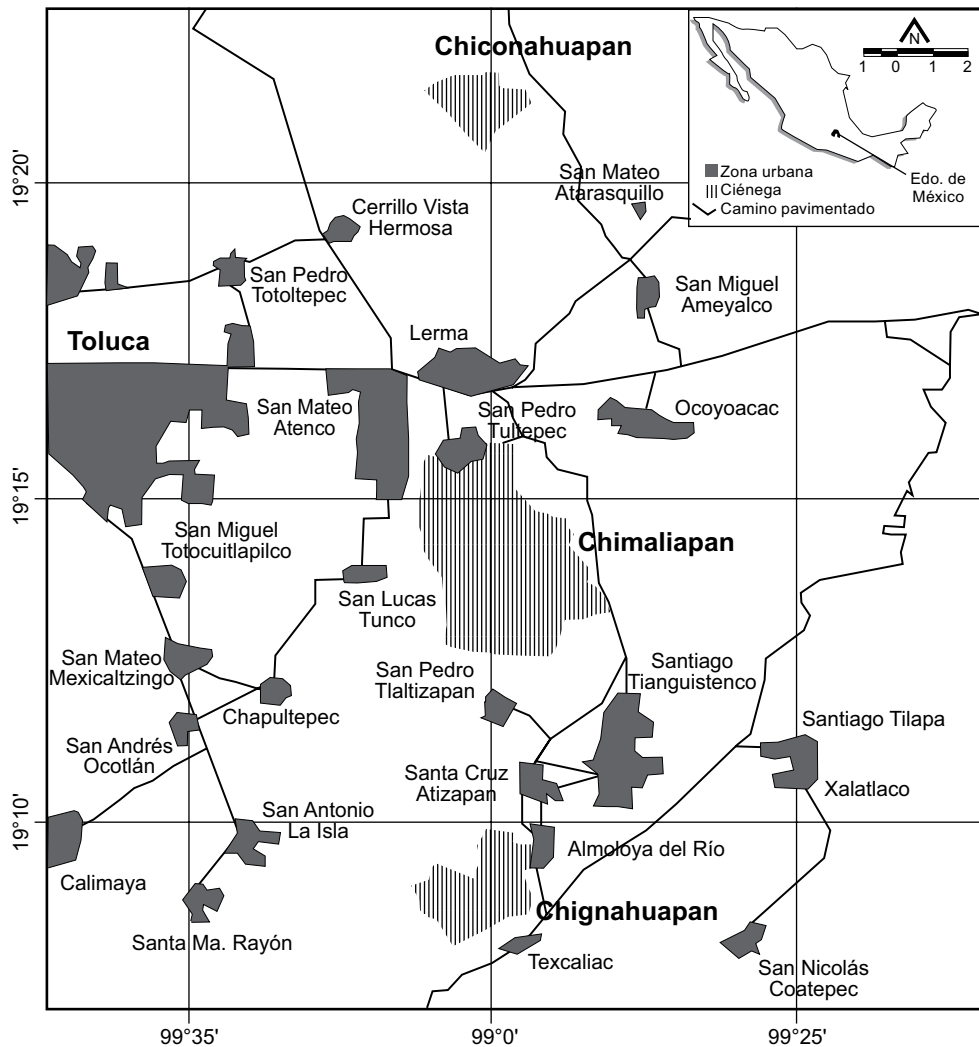 Chiconahuapan
N
1 0 1 2
Zona urbana
Ciénega
Camino pavimentado
Edo. de
México
19°20'
San Mateo
Atarasquillo
Cerrillo Vista
Hermosa
San Pedro
Totoltepec
San Miguel
Ameyalco
Toluca
Lerma
San Mateo
Atenco
San Pedro
Tultepec
Ocoyoacac
19°15'
San Miguel
Totocuitlapilco
Chimaliapan
San Lucas
Tunco
San Mateo
Mexicaltzingo
San Pedro
Tlaltizapan
Santiago
Tianguistenco
Chapultepec
Santiago Tilapa
San Andrés
Ocotlán
Santa Cruz
Atizapan
Xalatlaco
19°10'
San Antonio
La Isla
Almoloya del Río
Calimaya
Chignahuapan
Santa Ma. Rayón
Texcaliac
San Nicolás
Coatepec
99°35'
99°0'
99°25'